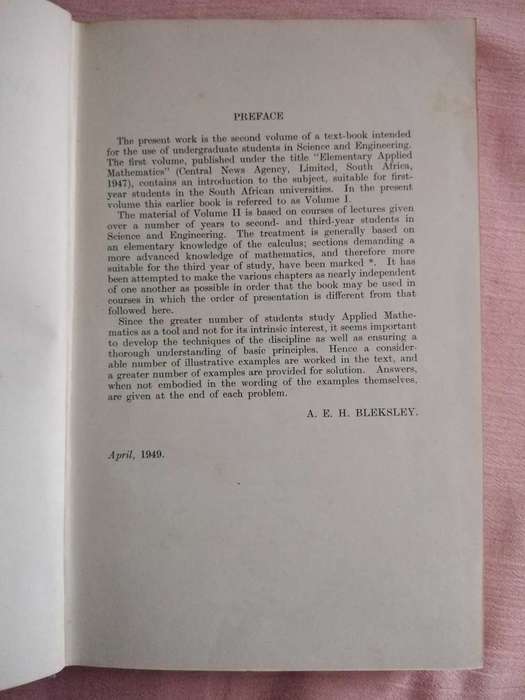 PREFACE
The present work is the second volume of a text-book intended
for the use of undergraduate students in Science and Engineering.
The first volume, published under the title "Elementary Applied
Mathematics" (Central News Agency, Limited, South Africa,
1947), contains an introduction to the subject, suitable for first-
year students in the South African universities. In the present
volume this earlier book is referred to as Volume I.
The material of Volume II is based on courses of lectures given
over a number of years to second- and third-year students in
Science and Engineering. The treatment is generally based on
an elementary knowledge of the calculus; sections demanding a
more advanced knowledge of mathematics, and therefore more
suitable for the third year of study, have been marked *. It has
been attempted to make the various chapters as nearly independent
of one another as possible in order that the book may be used in
courses in which the order of presentation is different from that
followed here.
Since the greater number of students study Applied Mathe-
matics as a tool and not for its intrinsic interest, it seems important
to develop the techniques of the discipline as well as ensuring a
thorough understanding of basic principles. Hence a consider-
able number of illustrative examples are worked in the text, and
a greater number of examples are provided for solution. Answers,
when not embodied in the wording of the examples themselves,
are given at the end of each problem.
A. E. H. BLEKSLEY.
April, 1949.